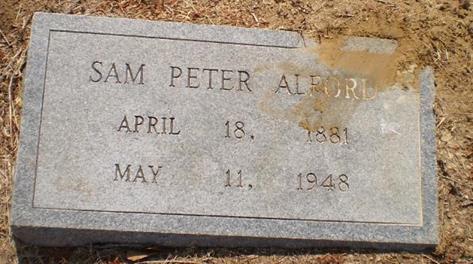 SAM PETER ALFORD
APRIL 18, 1881
MAY 11, 1948